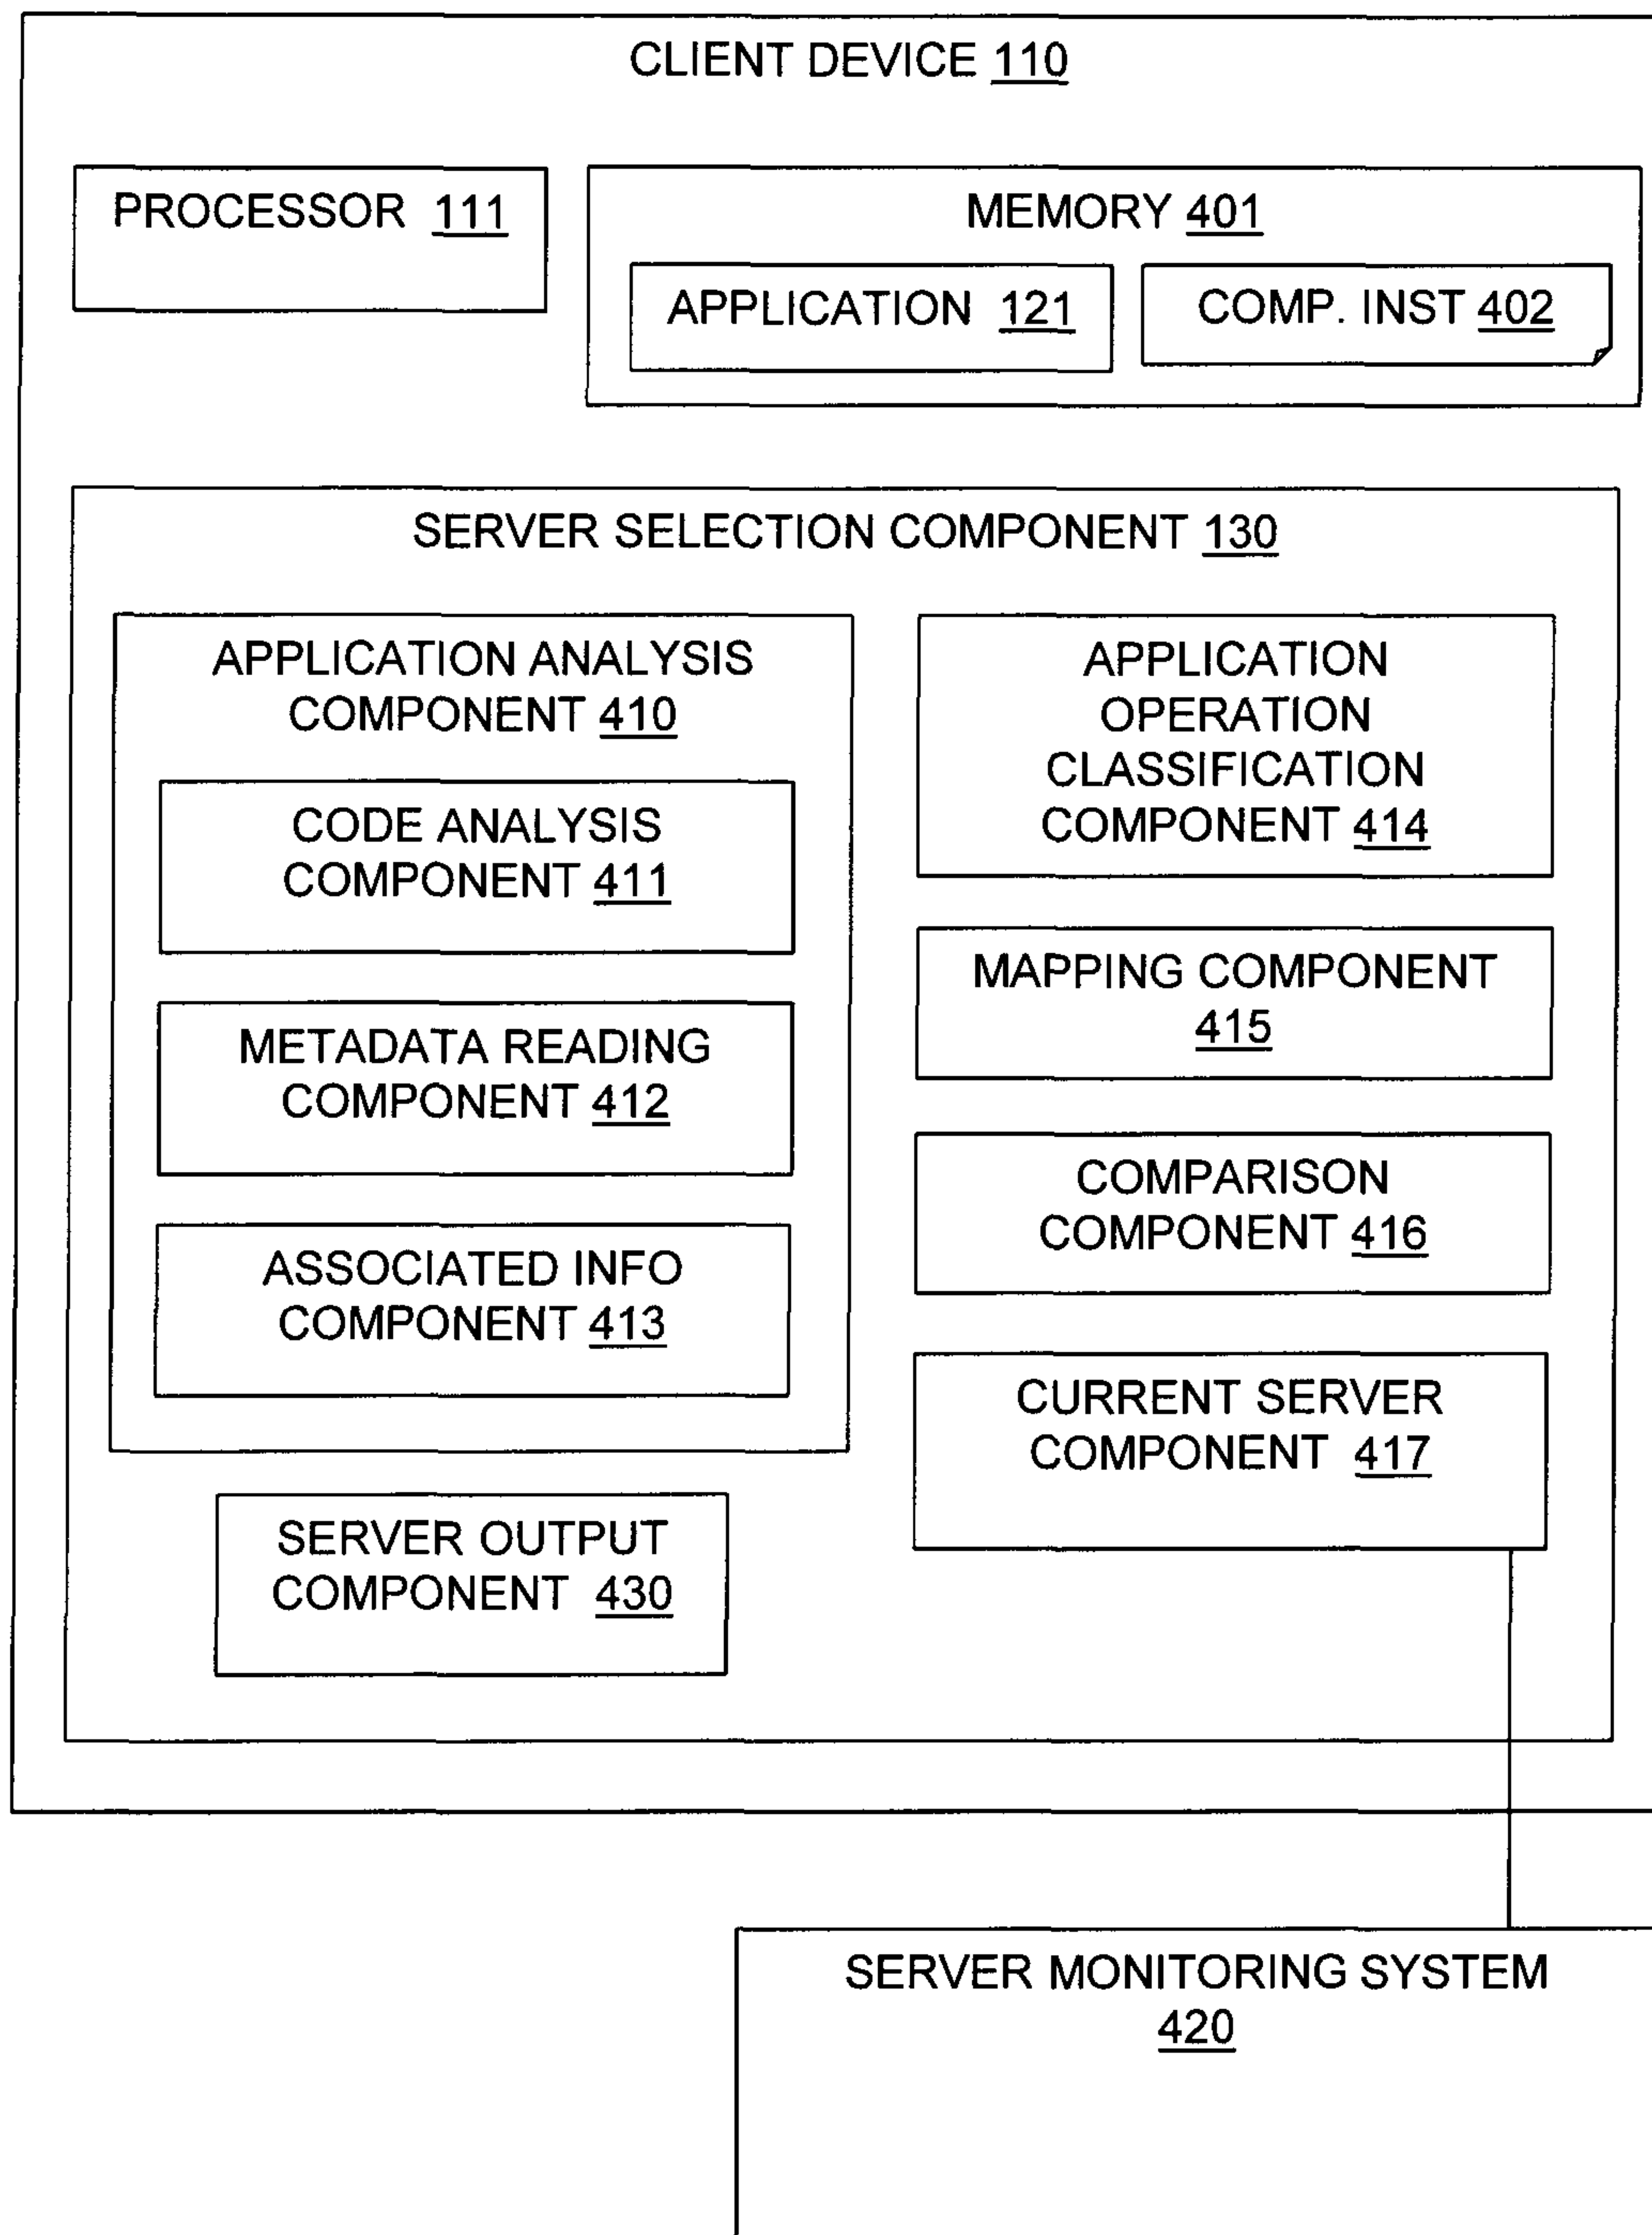 CLIENT DEVICE 110
PROCESSOR 111
MEMORY 401
APPLICATION 121
COMP. INST 402
SERVER SELECTION COMPONENT 130
APPLICATION ANALYSIS
COMPONENT 410
CODE ANALYSIS
COMPONENT 411
METADATA READING
COMPONENT 412
ASSOCIATED INFO
COMPONENT 413
SERVER OUTPUT
COMPONENT 430
APPLICATION
OPERATION
CLASSIFICATION
COMPONENT 414
MAPPING COMPONENT
415
COMPARISON
COMPONENT 416
CURRENT SERVER
COMPONENT 417
SERVER MONITORING SYSTEM
420